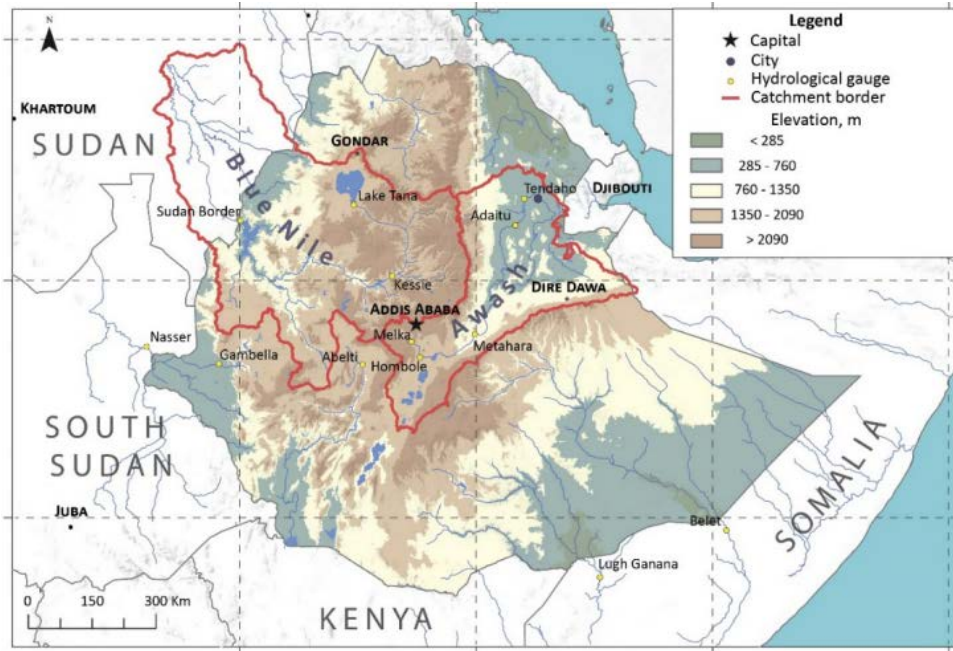 N
Legend
Capital
City
Hydrological gauge
Catchment border
Elevation, m
< 285
285 - 760
760 - 1350
1350 - 2090
> 2090
KHARTOUM
SUDAN
GONDAR
Blue Nile
Lake Tana
Tendaho
DJIBOUTI
Sudan Border
Adaitu
Kessie
Awash
DIRE DAWA
ADDIS ABABA
Melka
Metahara
Nasser
Gambella
Abelti
Hombole
SOUTH
SUDAN
JUBA
SOMALIA
Belet
Lugh Ganana
0 150 300 Km
KENYA